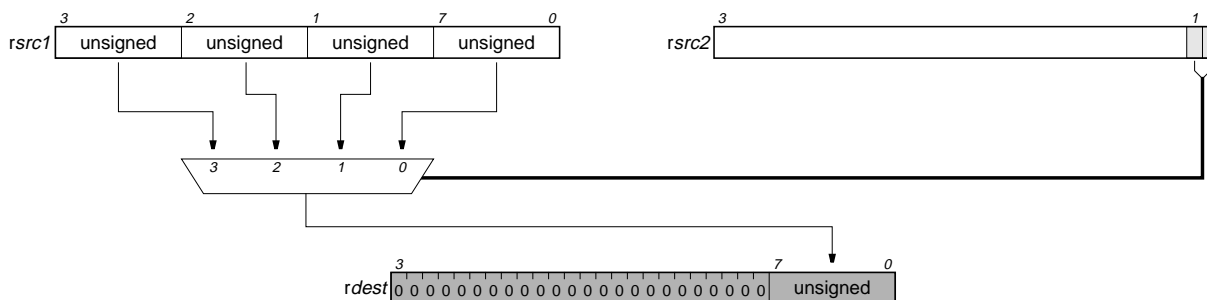 3 2 1 7 0 3 1
rsrc1 unsigned unsigned unsigned unsigned rsrc2
3 2 1 0
3 7 0
rdest 0 0 0 0 0 0 0 0 0 0 0 0 0 0 0 0 0 0 0 0 0 0 0 0 unsigned